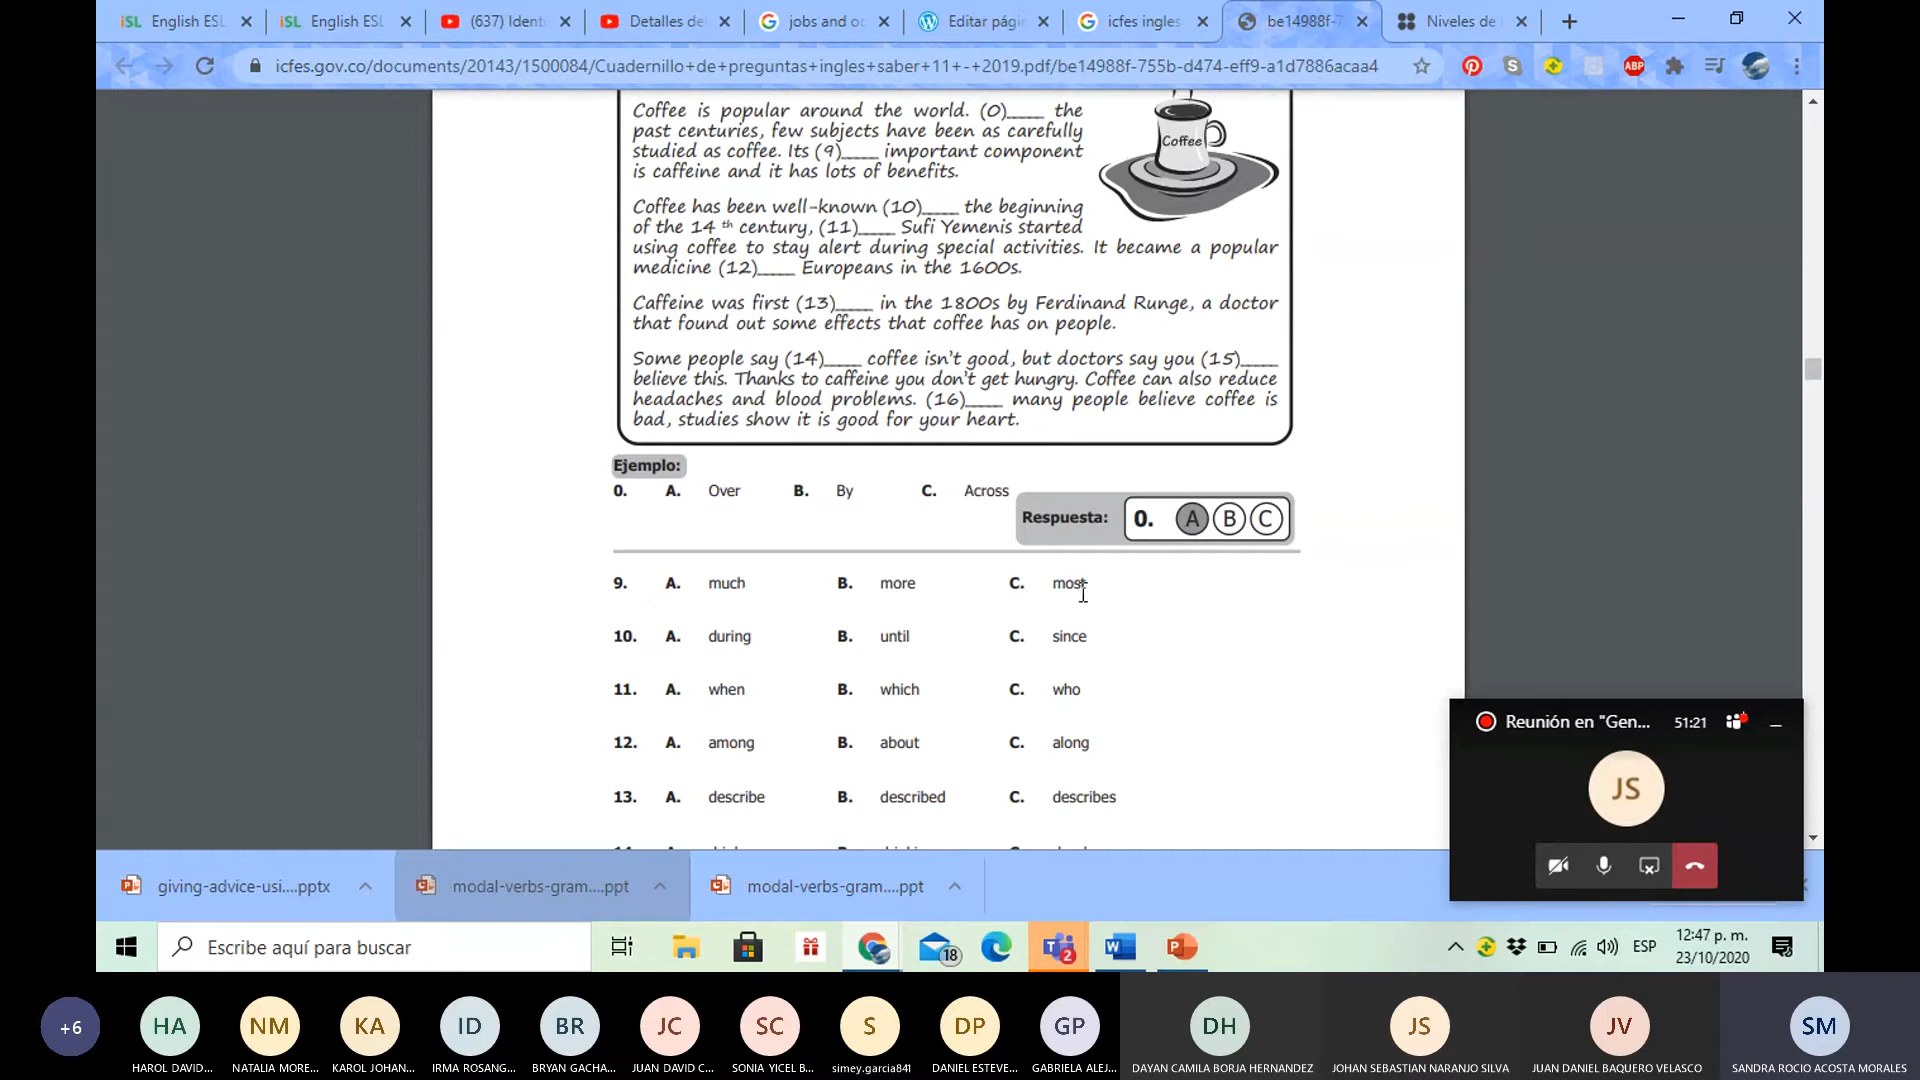 English ESL
English ESL
(637) Ident
Detalles de
jobs and oc
Editar págin
icfes ingles
be14988f-7
Niveles de
icfes.gov.co/documents/20143/1500084/Cuadernillo+de+preguntas+ingles+saber+11+-+2019.pdf/be14988f-755b-d474-eff9-a1d7886acaa4
ABP
Coffee is popular around the world. (0)____ the
past centuries, few subjects have been as carefully
studied as coffee. Its (9)____ important component
is caffeine and it has lots of benefits.
Coffee
Coffee has been well-known (10)____ the beginning
of the 14 th century, (11)____ Sufi Yemenis started
using coffee to stay alert during special activities. It became a popular
medicine (12)____ Europeans in the 1600s.
Caffeine was first (13)____ in the 1800s by Ferdinand Runge, a doctor
that found out some effects that coffee has on people.
Some people say (14)____ coffee isn't good, but doctors say you (15)____
believe this. Thanks to caffeine you don't get hungry. Coffee can also reduce
headaches and blood problems. (16)____ many people believe coffee is
bad, studies show it is good for your heart.
Ejemplo:
0. A. Over B. By C. Across
Respuesta: 0. A B C
9. A. much B. more C. most
10. A. during B. until C. since
11. A. when B. which C. who
12. A. among B. about C. along
13. A. describe B. described C. describes
Reunión en "Gen... 51:21
JS
giving-advice-usi....pptx
modal-verbs-gram....ppt
modal-verbs-gram....ppt
Escribe aquí para buscar
18
2
ESP
12:47 p. m.
23/10/2020
+6
HA
NM
KA
ID
BR
JC
SC
S
DP
GP
DH
JS
JV
SM
HAROL DAVID...
NATALIA MORE...
KAROL JOHAN...
IRMA ROSANG...
BRYAN GACHA...
JUAN DAVID C...
SONIA YICEL B...
simey.garcia841
DANIEL ESTEVE...
GABRIELA ALEJ...
DAYAN CAMILA BORJA HERNANDEZ
JOHAN SEBASTIAN NARANJO SILVA
JUAN DANIEL BAQUERO VELASCO
SANDRA ROCIO ACOSTA MORALES